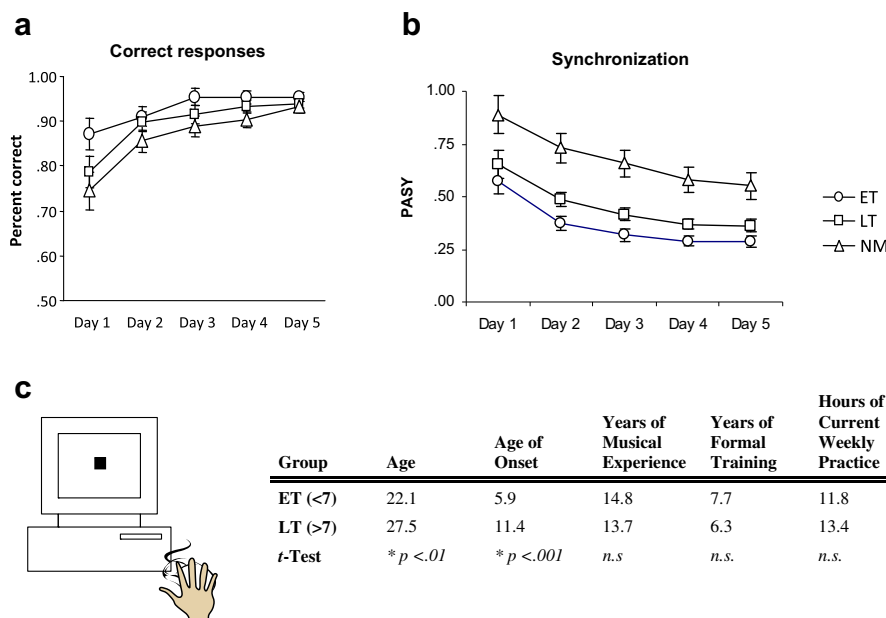 a
Correct responses
Percent correct
1.00
.90
.80
.70
.60
.50
Day 1 Day 2 Day 3 Day 4 Day 5
b
Synchronization
PASY
1.00
.75
.50
.25
.00
Day 1 Day 2 Day 3 Day 4 Day 5
ET
LT
NM
c
Group Age Age of Onset Years of Musical Experience Years of Formal Training Hours of Current Weekly Practice
ET (<7) 22.1 5.9 14.8 7.7 11.8
LT (>7) 27.5 11.4 13.7 6.3 13.4
t-Test * p <.01 * p <.001 n.s n.s. n.s.